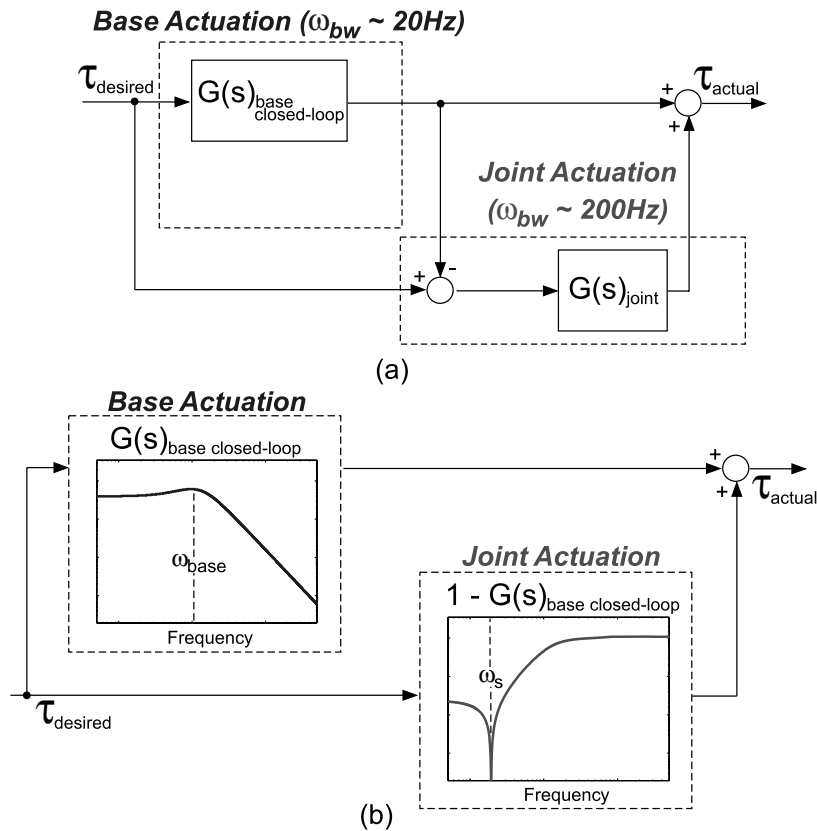 Base Actuation (ωbw ~ 20Hz)
τdesired
G(s)base closed-loop
+
τactual
+
Joint Actuation
(ωbw ~ 200Hz)
+
-
G(s)joint
(a)
Base Actuation
G(s)base closed-loop
+
+
τactual
ωbase
Frequency
Joint Actuation
1 - G(s)base closed-loop
ωs
τdesired
Frequency
(b)